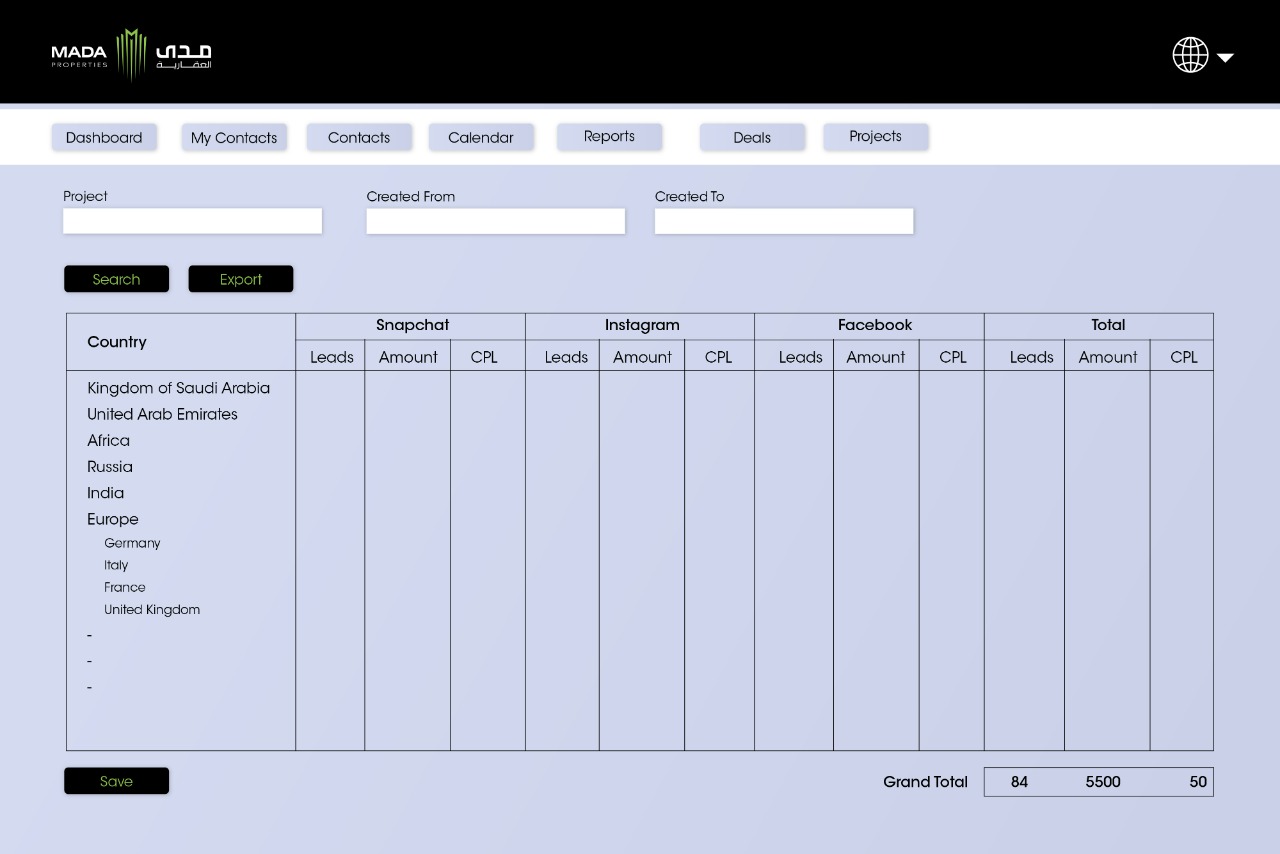 MADA مدى
PROPERTIES العقارية
Dashboard My Contacts Contacts Calendar Reports Deals Projects
Project Created From Created To
Search Export
Country Snapchat Instagram Facebook Total
Leads Amount CPL Leads Amount CPL Leads Amount CPL Leads Amount CPL
Kingdom of Saudi Arabia
United Arab Emirates
Africa
Russia
India
Europe
Germany
Italy
France
United Kingdom
-
-
-
Save Grand Total 84 5500 50